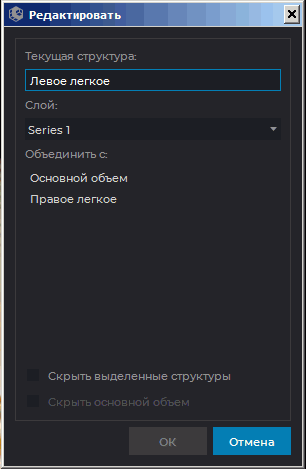 Редактировать
Текущая структура:
Левое легкое
Слой:
Series 1
Объединить с:
Основной объем
Правое легкое
Скрыть выделенные структуры
Скрыть основной объем
ОК
Отмена